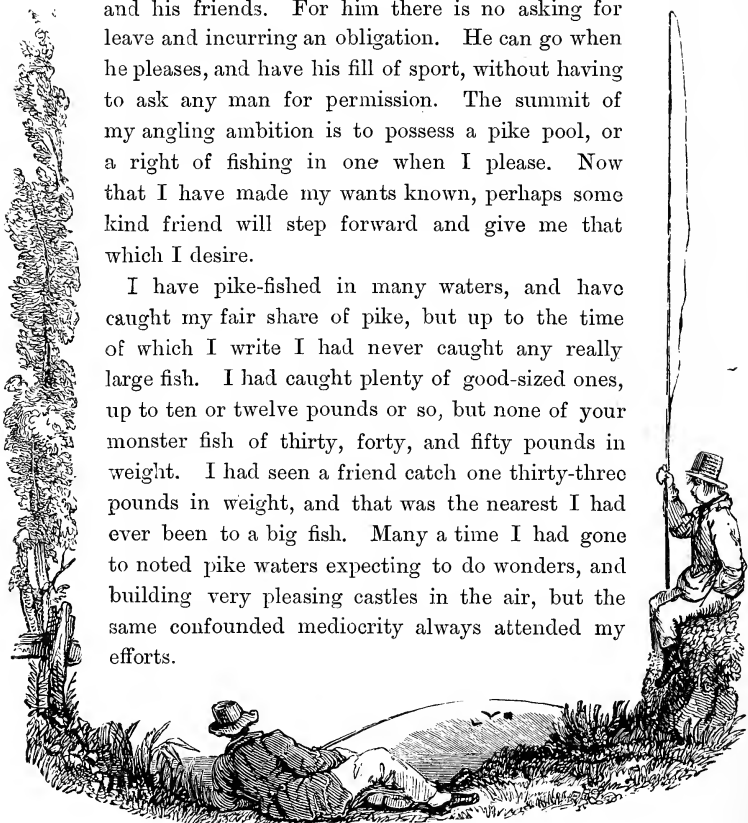 and his friends. For him there is no asking for
leave and incurring an obligation. He can go when
he pleases, and have his fill of sport, without having
to ask any man for permission. The summit of
my angling ambition is to possess a pike pool, or
a right of fishing in one when I please. Now
that I have made my wants known, perhaps some
kind friend will step forward and give me that
which I desire.
I have pike-fished in many waters, and have
caught my fair share of pike, but up to the time
of which I write I had never caught any really
large fish. I had caught plenty of good-sized ones,
up to ten or twelve pounds or so, but none of your
monster fish of thirty, forty, and fifty pounds in
weight. I had seen a friend catch one thirty-three
pounds in weight, and that was the nearest I had
ever been to a big fish. Many a time I had gone
to noted pike waters expecting to do wonders, and
building very pleasing castles in the air, but the
same confounded mediocrity always attended my
efforts.